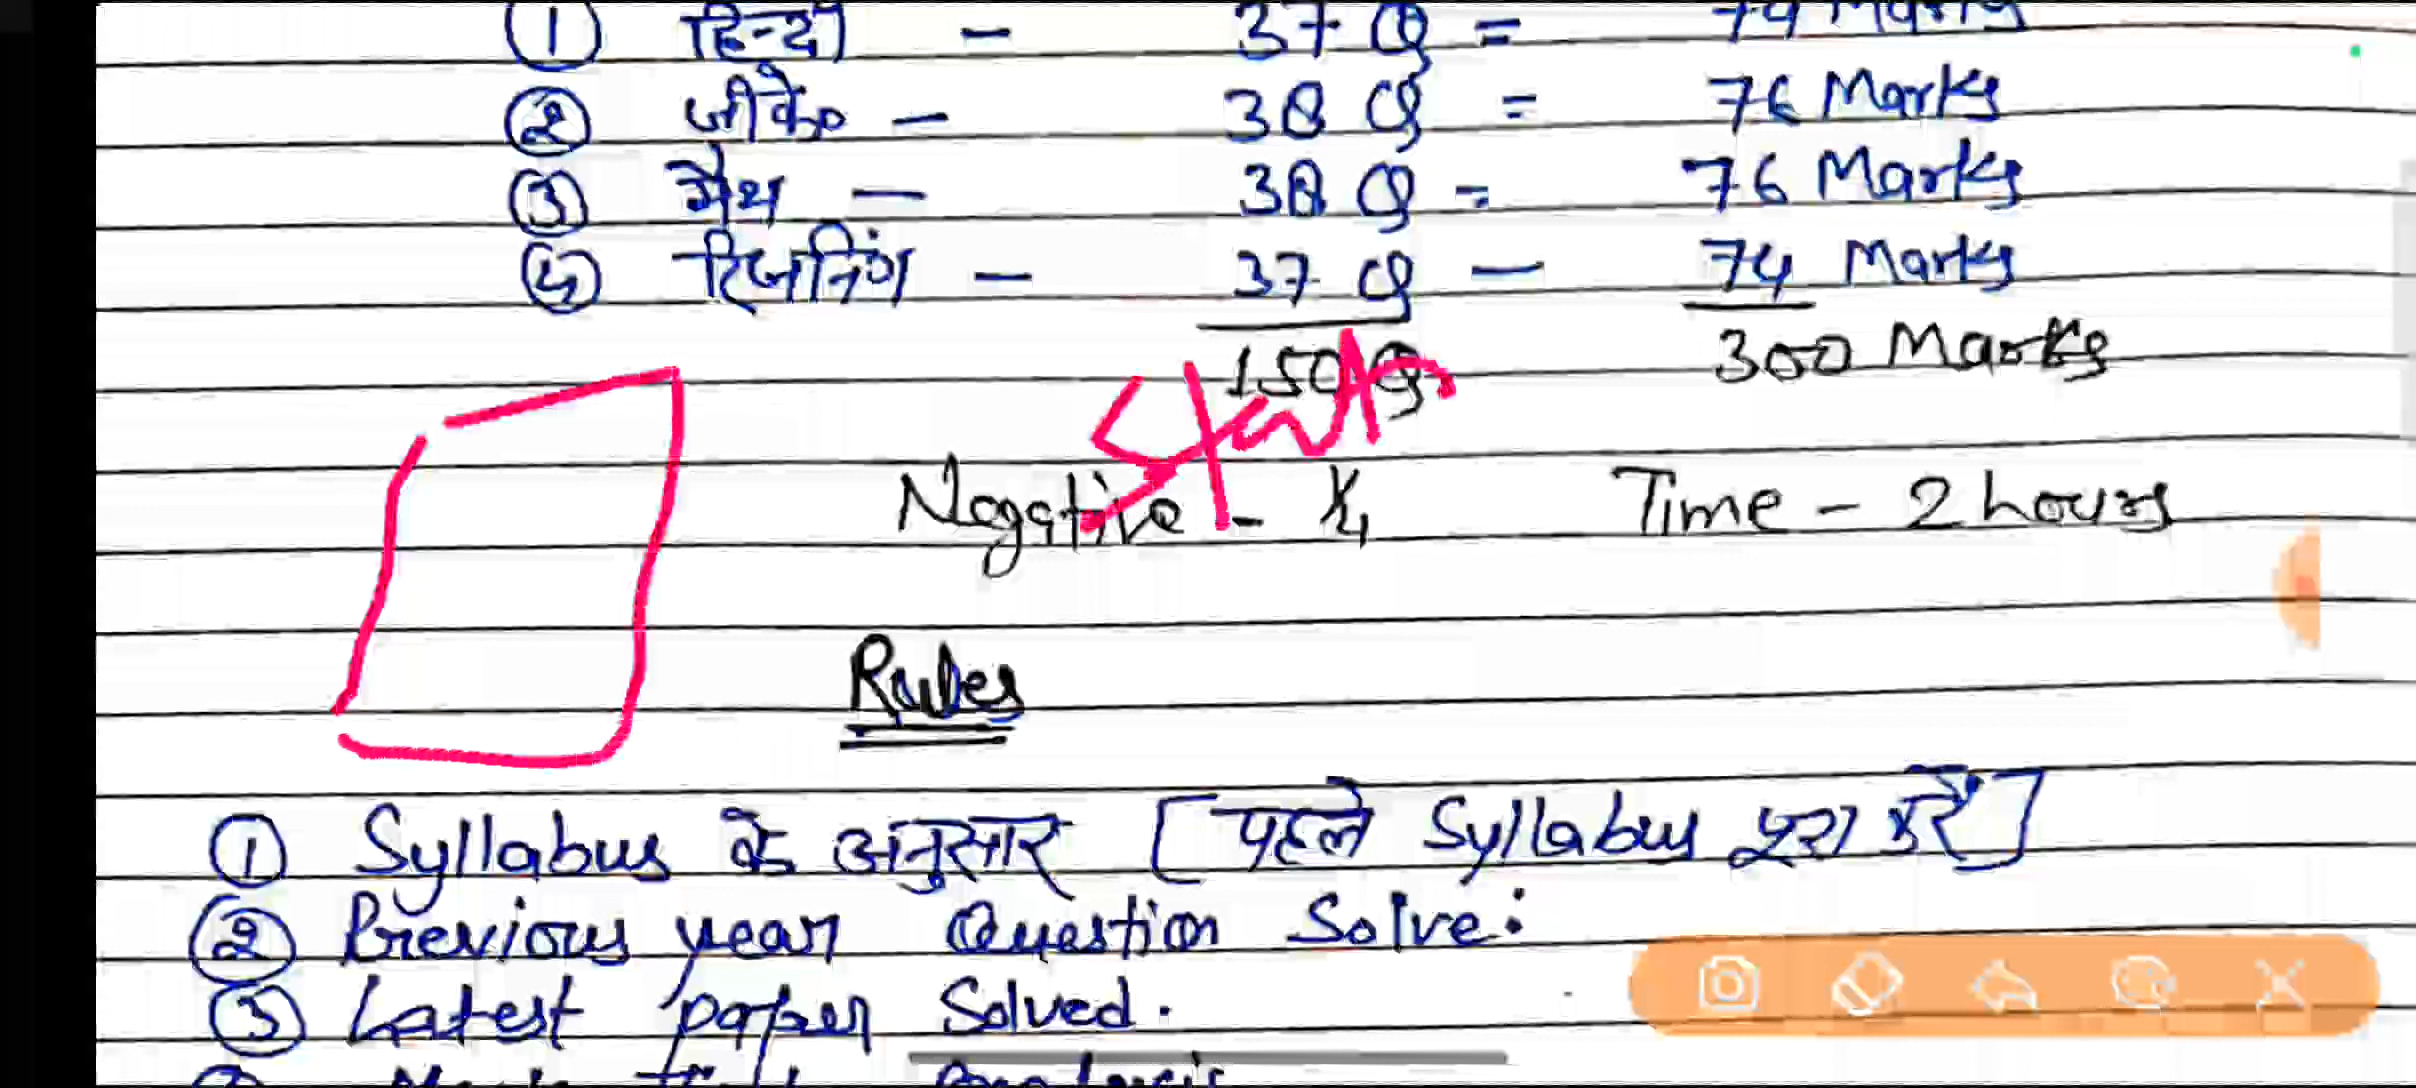 ① हिन्दी - 37 Q = 74 Marks
② जीके० - 38 Q = 76 Marks
③ मैथ - 38 Q = 76 Marks
④ रिजनिंग - 37 Q - 74 Marks
150 Q 300 Marks
Negative - 1/4 Time - 2 hours
Rules
① Syllabus के अनुसार [पहले Syllabus पूरा करें]
② Previous year Question Solve:
③ Latest paper Solved.